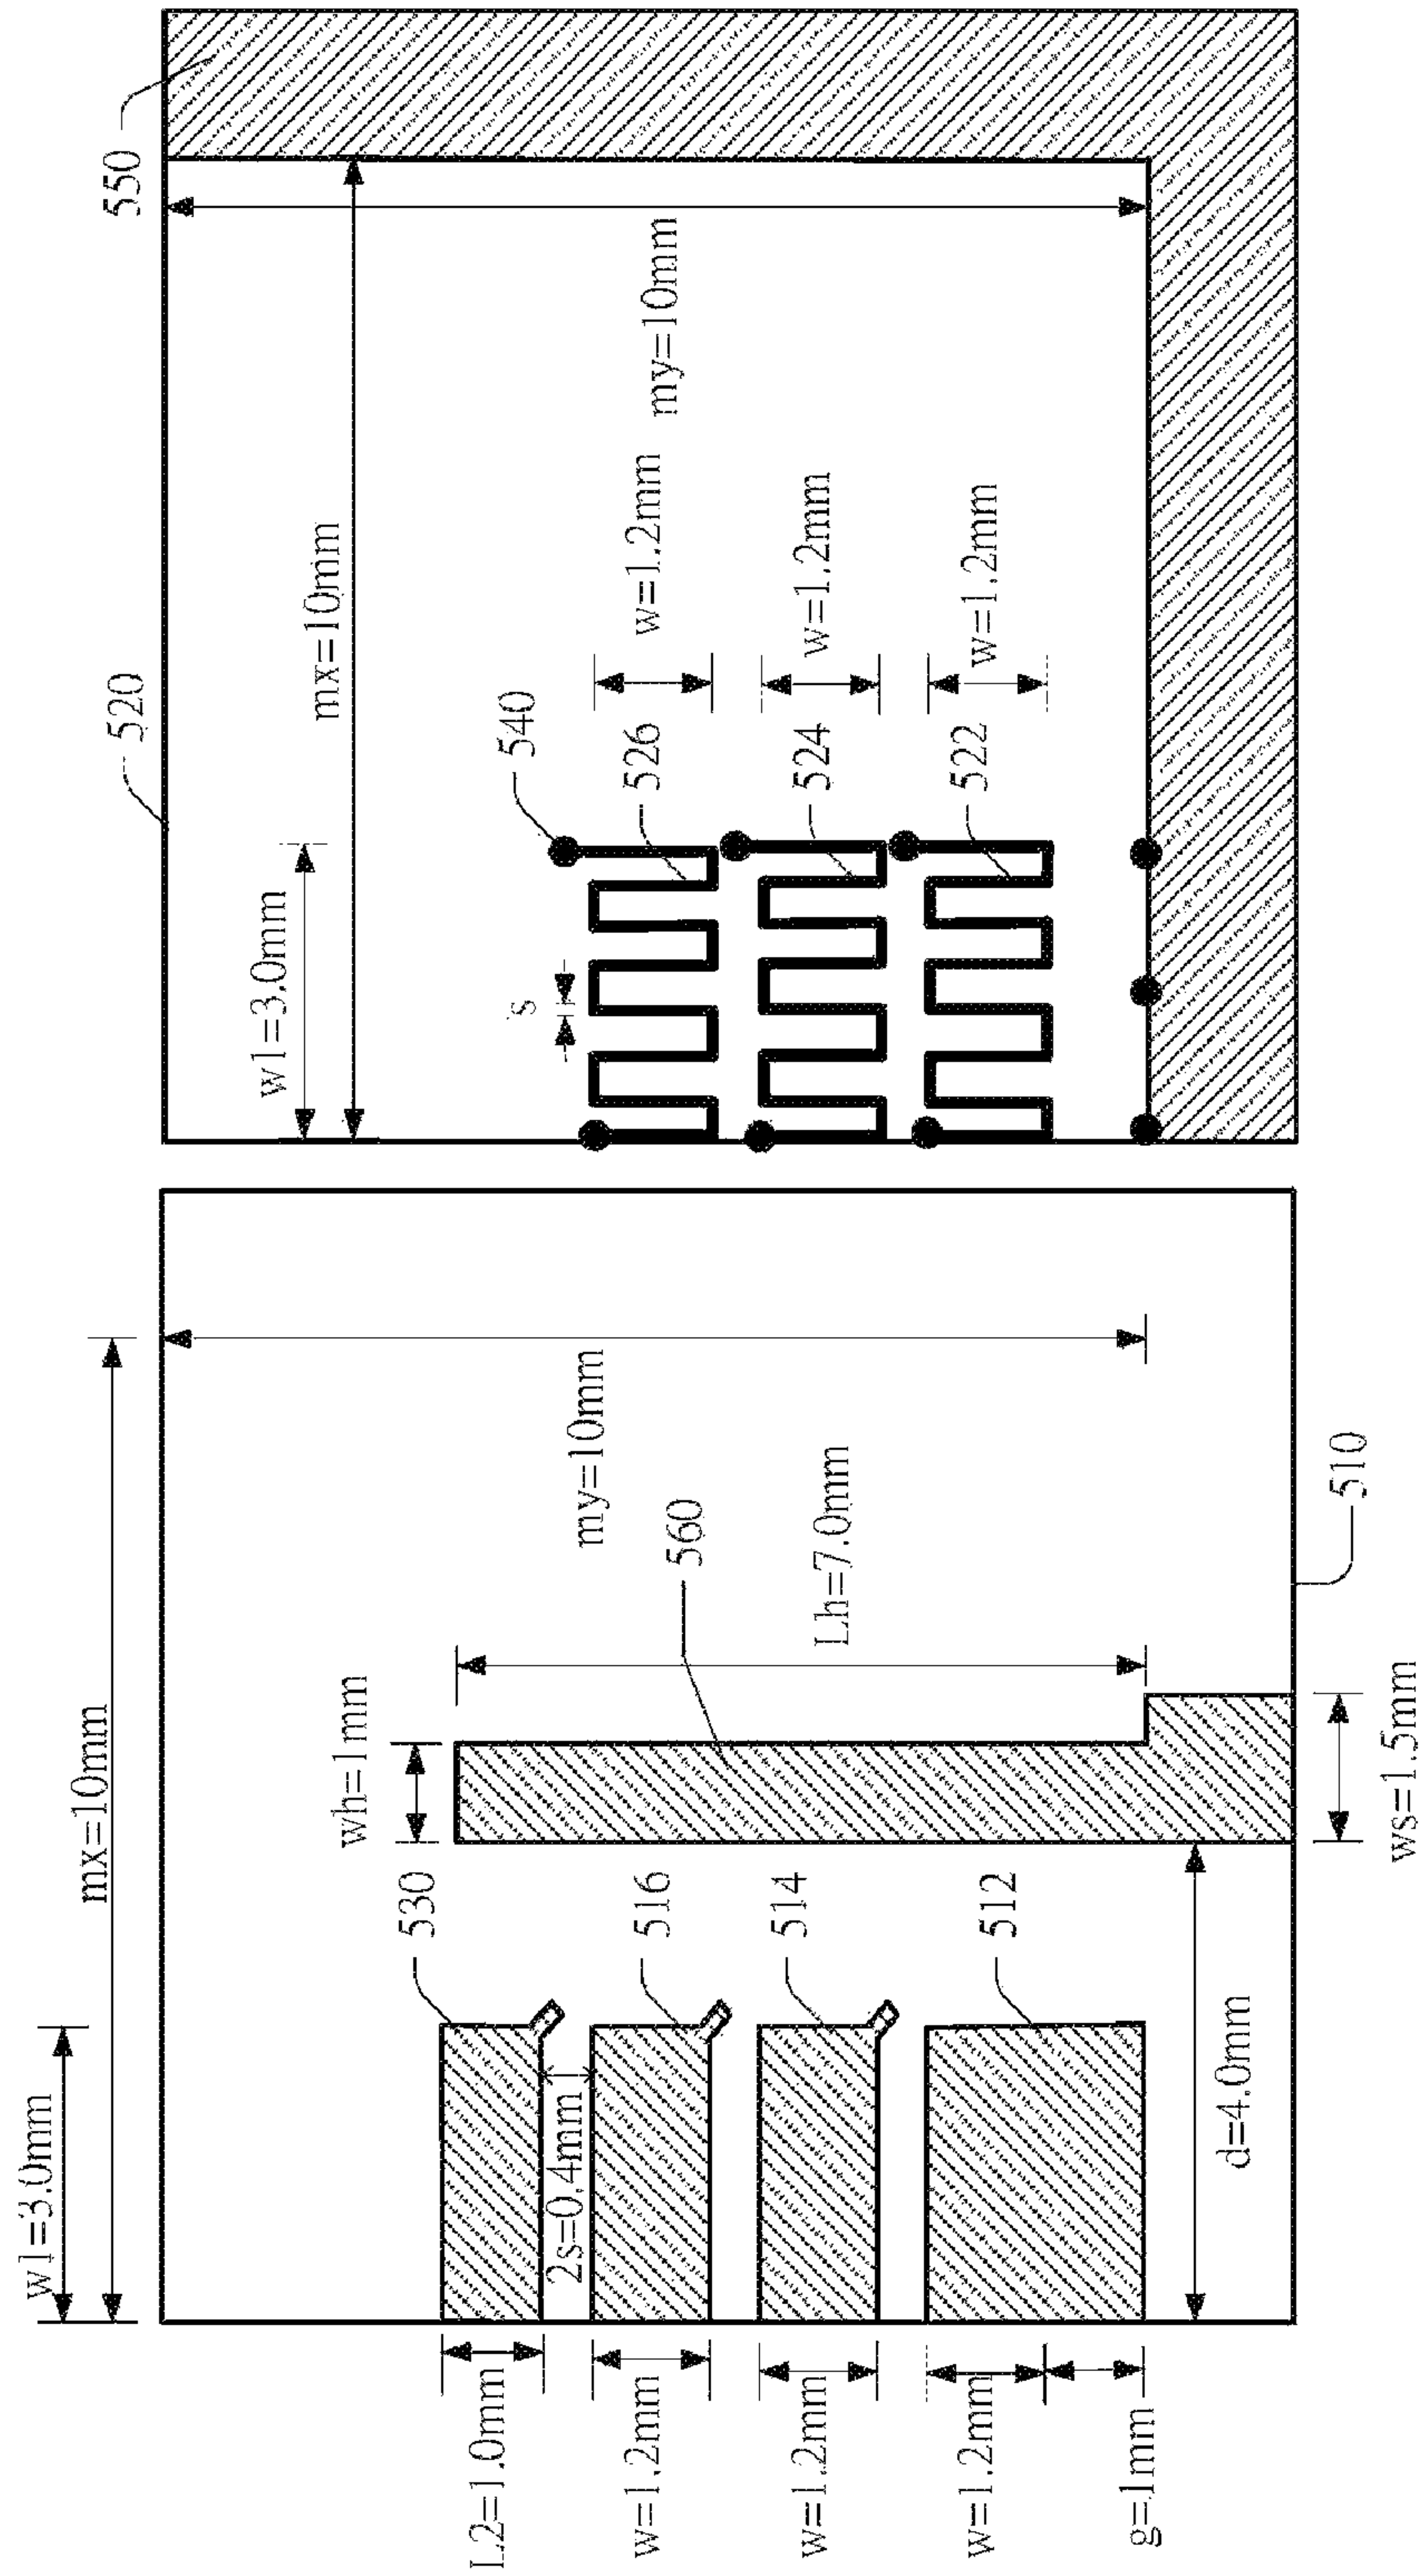 w1=3.0mm
mx=10mm
wh=1mm
530
L2=1.0mm
2s=0.4mm
my=10mm
516
560
w=1.2mm
514
Lh=7.0mm
w=1.2mm
512
w=1.2mm
g=1mm
d=4.0mm
510
ws=1.5mm
520
550
w1=3.0mm
mx=10mm
s
540
526
w=1.2mm
my=10mm
524
w=1.2mm
522
w=1.2mm